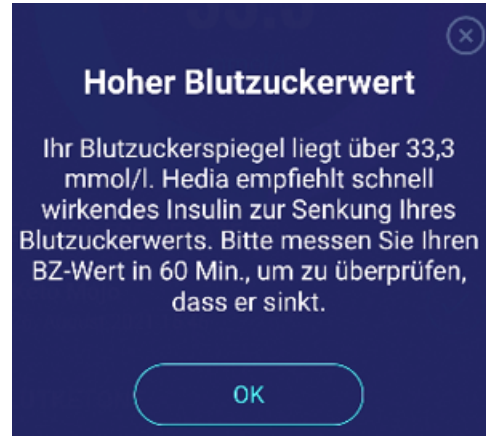 Hoher Blutzuckerwert
Ihr Blutzuckerspiegel liegt über 33,3
mmol/l. Hedia empfiehlt schnell
wirkendes Insulin zur Senkung Ihres
Blutzuckerwerts. Bitte messen Sie Ihren
BZ-Wert in 60 Min., um zu überprüfen,
dass er sinkt.
OK